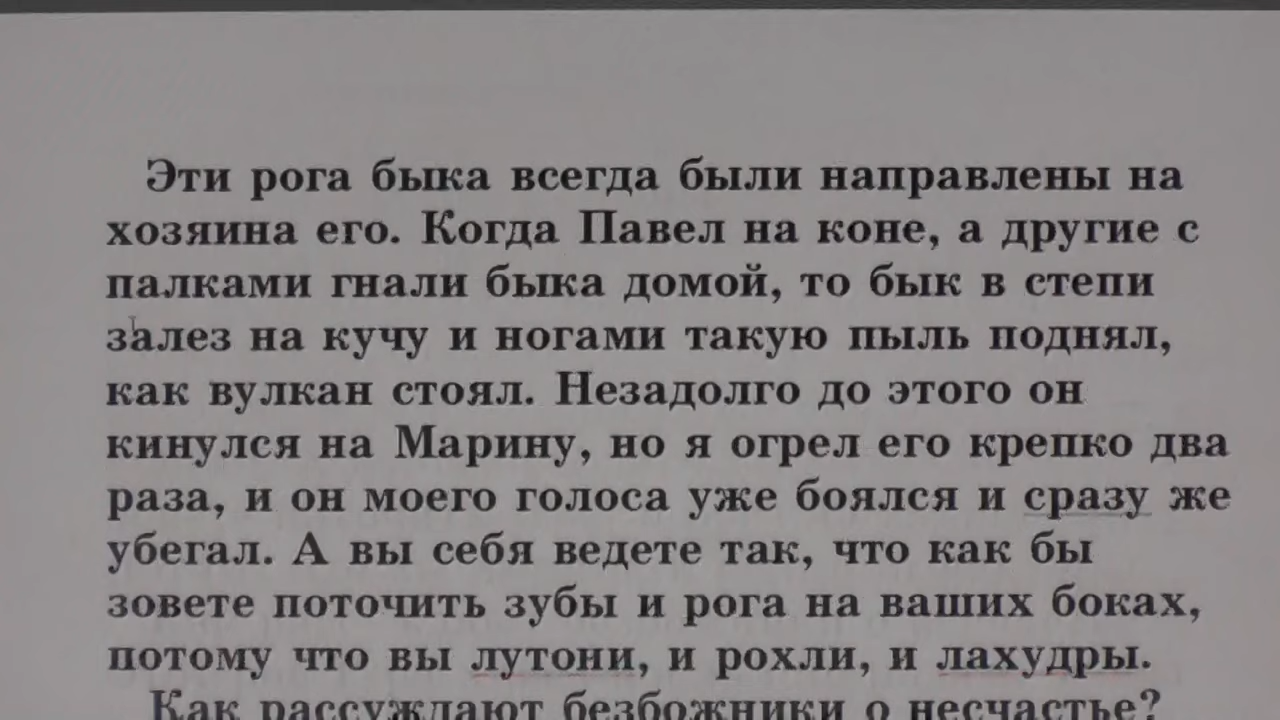 Эти рога быка всегда были направлены на
хозяина его. Когда Павел на коне, а другие с
палками гнали быка домой, то бык в степи
залез на кучу и ногами такую пыль поднял,
как вулкан стоял. Незадолго до этого он
кинулся на Марину, но я огрел его крепко два
раза, и он моего голоса уже боялся и сразу же
убегал. А вы себя ведете так, что как бы
зовете поточить зубы и рога на ваших боках,
потому что вы лутони, и рохли, и лахудры.
Как рассуждают безбожники о несчастье?